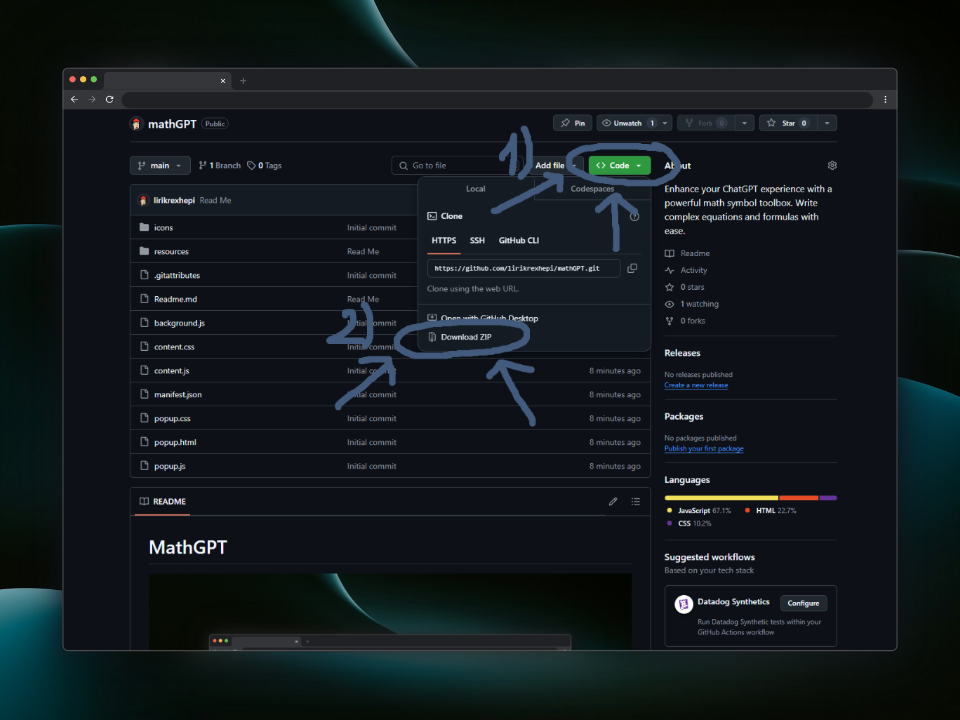 mathGPT Public
Pin Unwatch 1 Fork 0 Star 0
1)
main 1 Branch 0 Tags Go to file Add file Code
Local Codespaces
Clone
HTTPS SSH GitHub CLI
https://github.com/lirikrexhepi/mathGPT.git
Clone using the web URL.
Open with GitHub Desktop
2)
Download ZIP
lirikrexhepi Read Me
icons Initial commit
resources Read Me
.gitattributes Initial commit
Readme.md Read Me
background.js Initial commit
content.css Initial commit
content.js Initial commit 8 minutes ago
manifest.json Initial commit 8 minutes ago
popup.css Initial commit 8 minutes ago
popup.html Initial commit 8 minutes ago
popup.js Initial commit 8 minutes ago
README
MathGPT
About
Enhance your ChatGPT experience with a
powerful math symbol toolbox. Write
complex equations and formulas with
ease.
Readme
Activity
0 stars
1 watching
0 forks
Releases
No releases published
Create a new release
Packages
No packages published
Publish your first package
Languages
JavaScript 67.1% HTML 22.7%
CSS 10.2%
Suggested workflows
Based on your tech stack
Datadog Synthetics Configure
Run Datadog Synthetic tests within your
GitHub Actions workflow